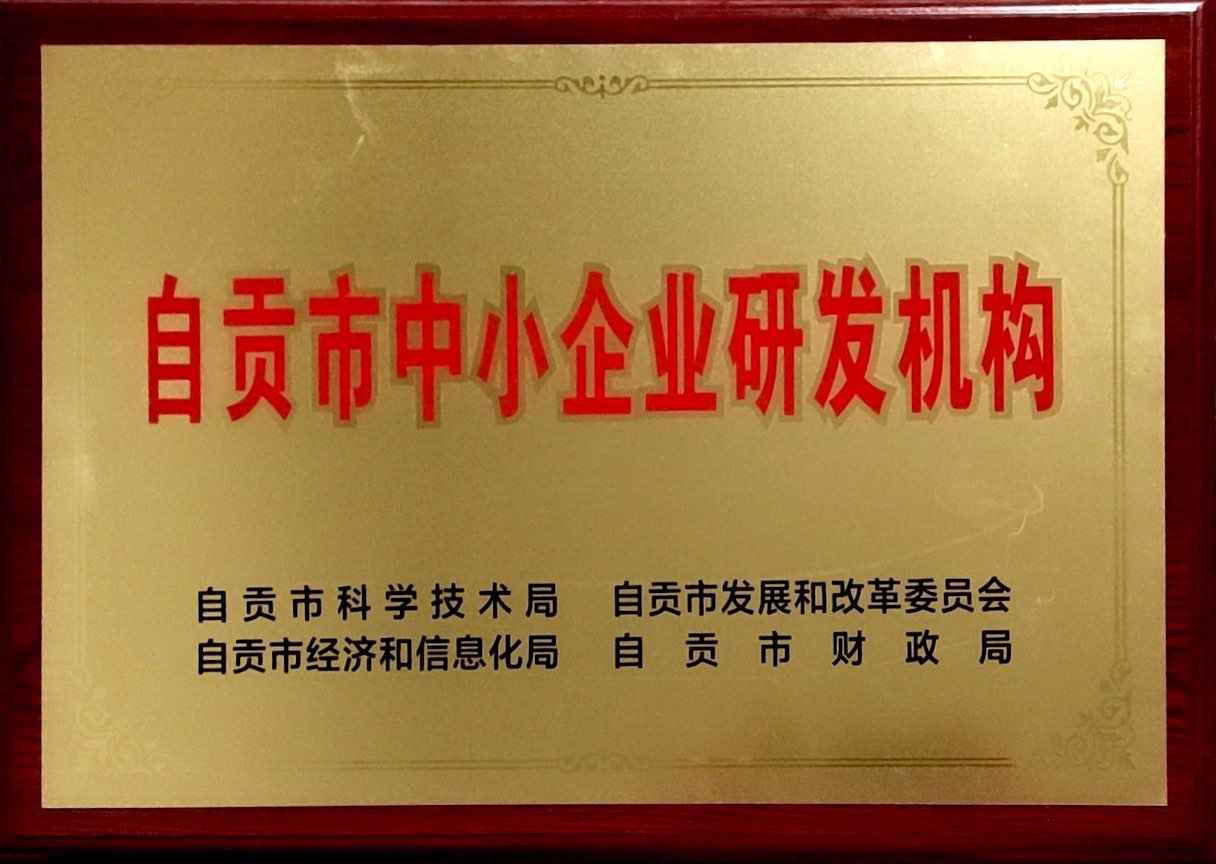 自贡市中小企业研发机构
自贡市科学技术局 自贡市发展和改革委员会
自贡市经济和信息化局 自贡市财政局